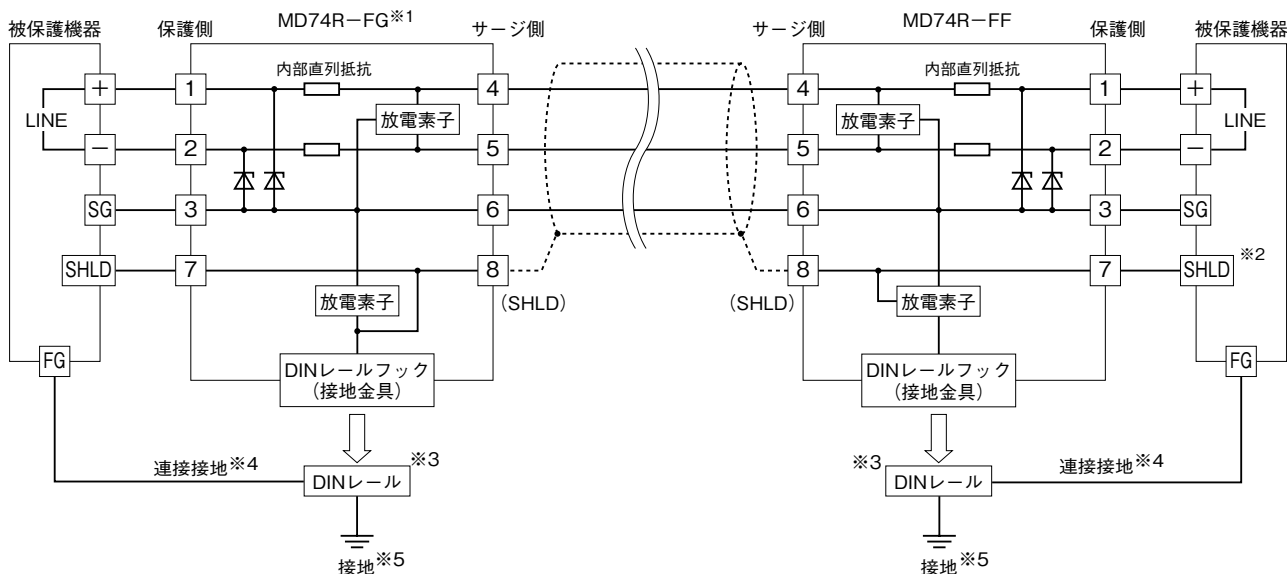 MD74R−FG※1
MD74R−FF
被保護機器
保護側
サージ側
サージ側
保護側
被保護機器
内部直列抵抗
内部直列抵抗
+
1
4
4
1
+
LINE
放電素子
放電素子
LINE
−
2
5
5
2
−
SG
3
6
6
3
SG
SHLD
7
8
8
7
SHLD
※2
放電素子
(SHLD)
(SHLD)
放電素子
FG
DINレールフック
(接地金具)
DINレールフック
(接地金具)
FG
連接接地※4
DINレール
※3
※3
DINレール
連接接地※4
接地※5
接地※5